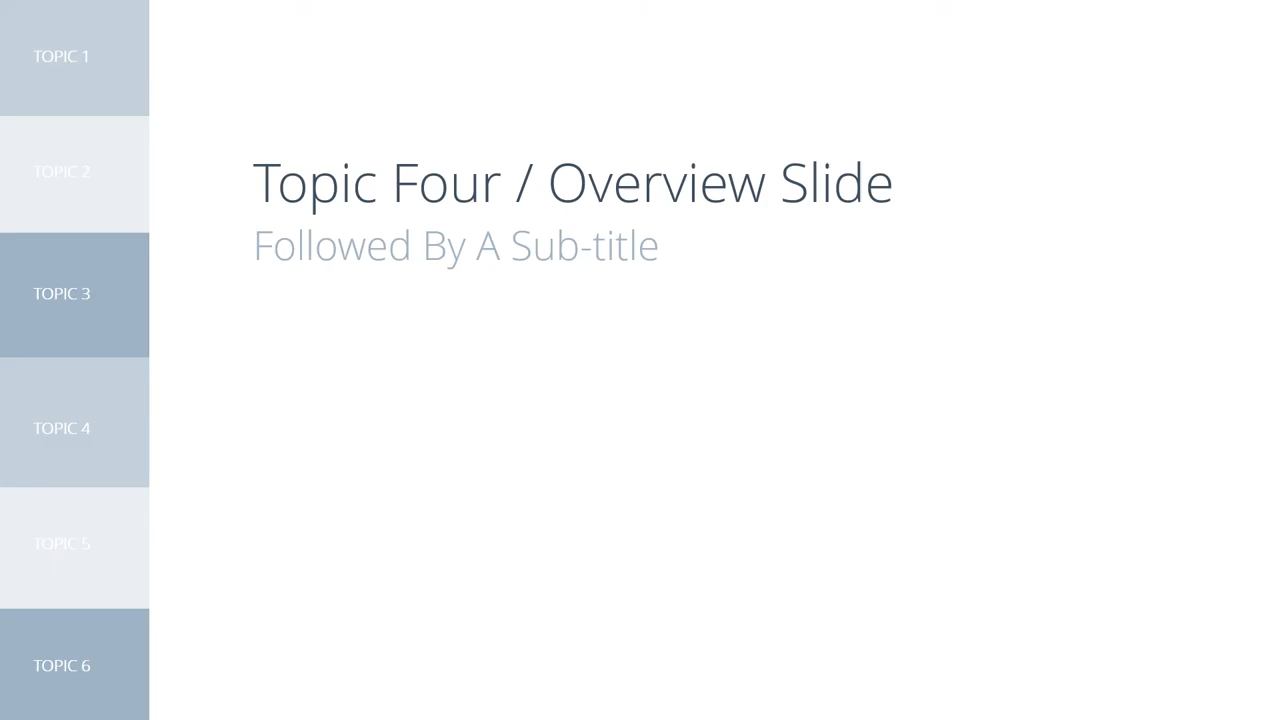 TOPIC 1
TOPIC 2
TOPIC 3
TOPIC 4
TOPIC 5
TOPIC 6
Topic Four / Overview Slide
Followed By A Sub-title